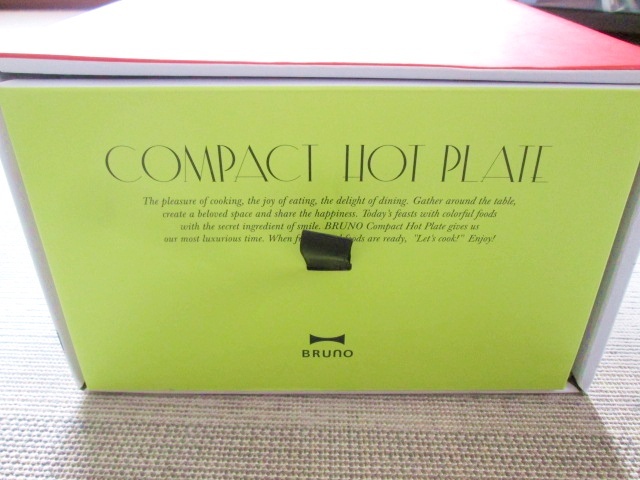 COMPACT HOT PLATE
The pleasure of cooking, the joy of eating, the delight of dining. Gather around the table,
create a beloved space and share the happiness. Today's feasts with colorful foods
with the secret ingredient of smile. BRUNO Compact Hot Plate gives us
our most luxurious time. When foods are ready, "Let's cook!" Enjoy!
BRUNO